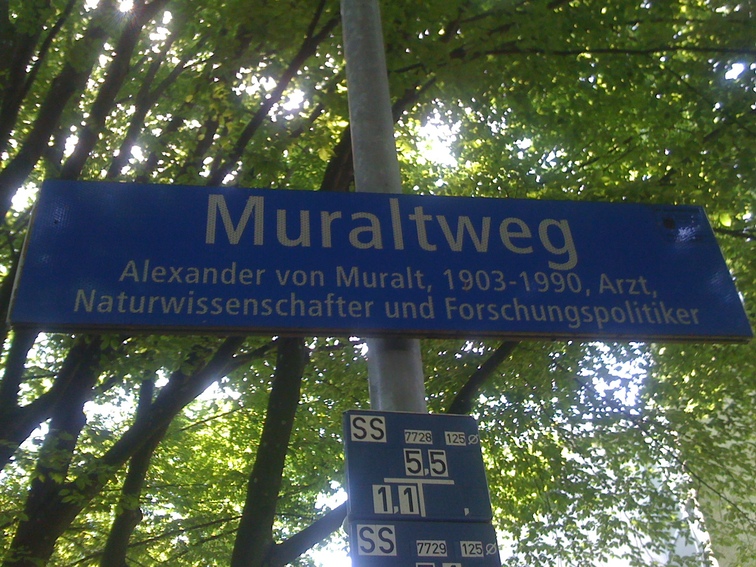 Muraltweg
Alexander von Muralt, 1903-1990, Arzt,
Naturwissenschafter und Forschungspolitiker
SS 7728 125⌀
5,5
1,1 ,
SS 7729 125⌀